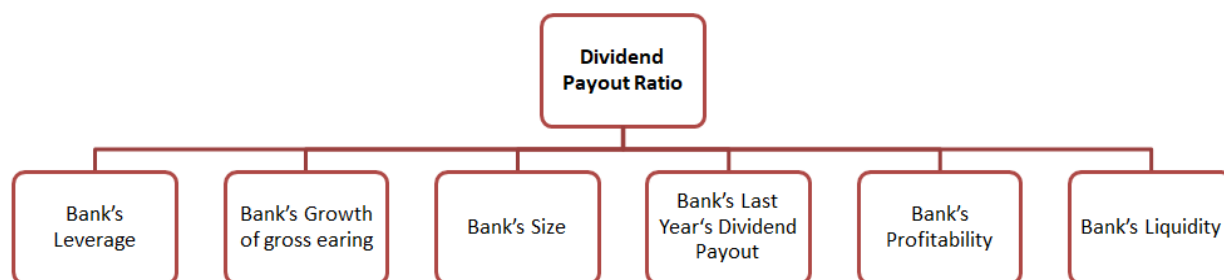 Dividend
Payout Ratio
Bank's
Leverage
Bank's Growth
of gross earing
Bank's Size
Bank's Last
Year‘s Dividend
Payout
Bank's
Profitability
Bank's Liquidity